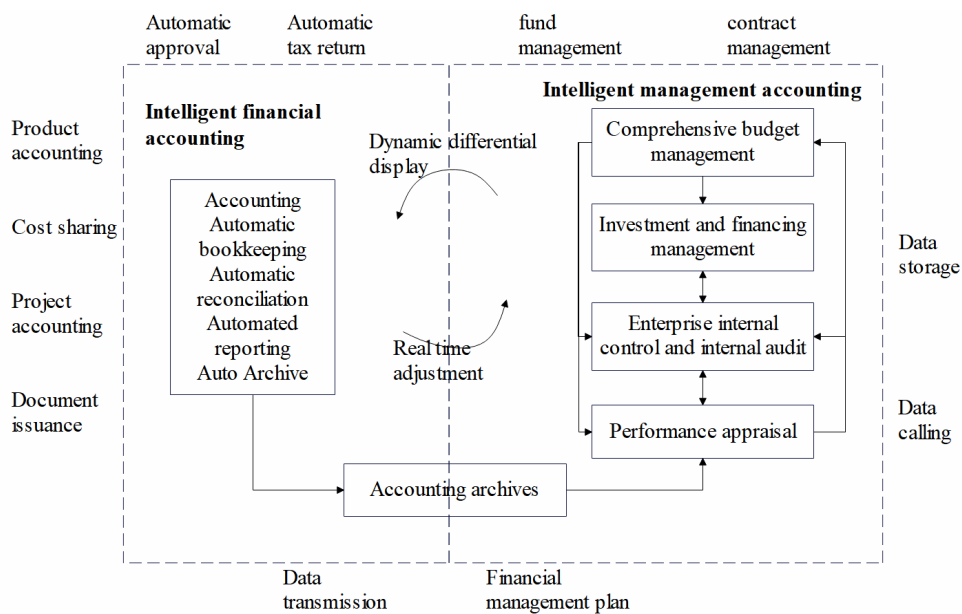 Automatic
approval
Automatic
tax return
fund
management
contract
management
Intelligent financial
accounting
Intelligent management accounting
Product
accounting
Cost sharing
Project
accounting
Document
issuance
Accounting
Automatic
bookkeeping
Automatic
reconciliation
Automated
reporting
Auto Archive
Dynamic differential
display
Real time
adjustment
Comprehensive budget
management
Investment and financing
management
Enterprise internal
control and internal audit
Performance appraisal
Accounting archives
Data
storage
Data
calling
Data
transmission
Financial
management plan